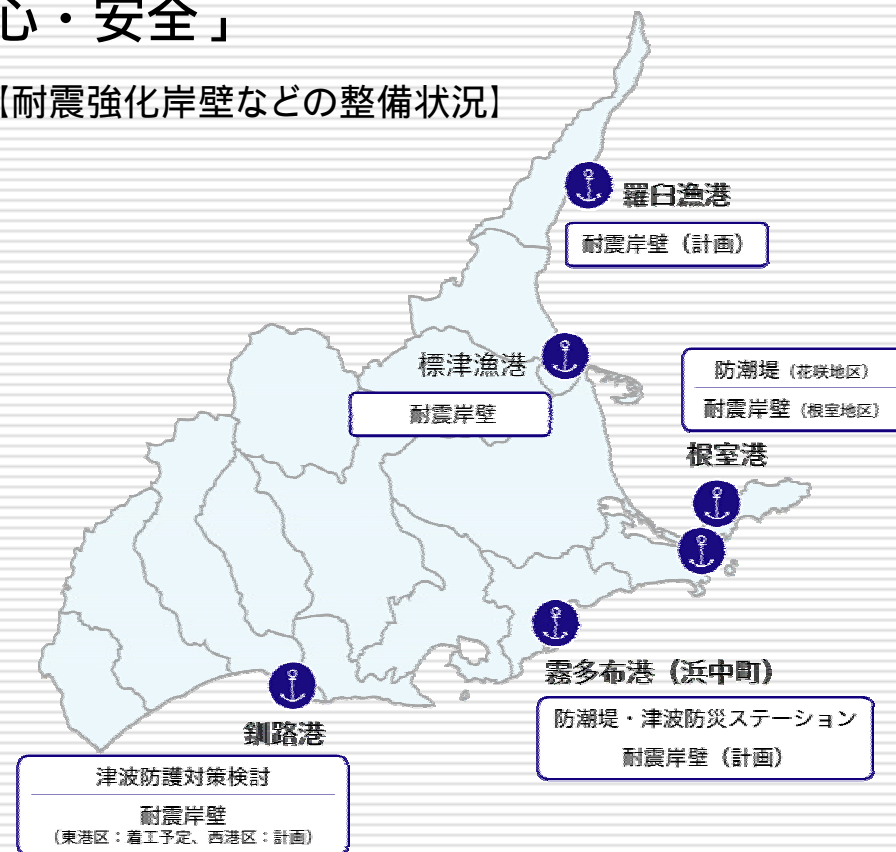 心・安全」
【耐震強化岸壁などの整備状況】
羅臼漁港
耐震岸壁（計画）
標津漁港
耐震岸壁
防潮堤（花咲地区）
耐震岸壁（根室地区）
根室港
霧多布港（浜中町）
防潮堤・津波防災ステーション
耐震岸壁（計画）
釧路港
津波防護対策検討
耐震岸壁
（東港区：着工予定、西港区：計画）